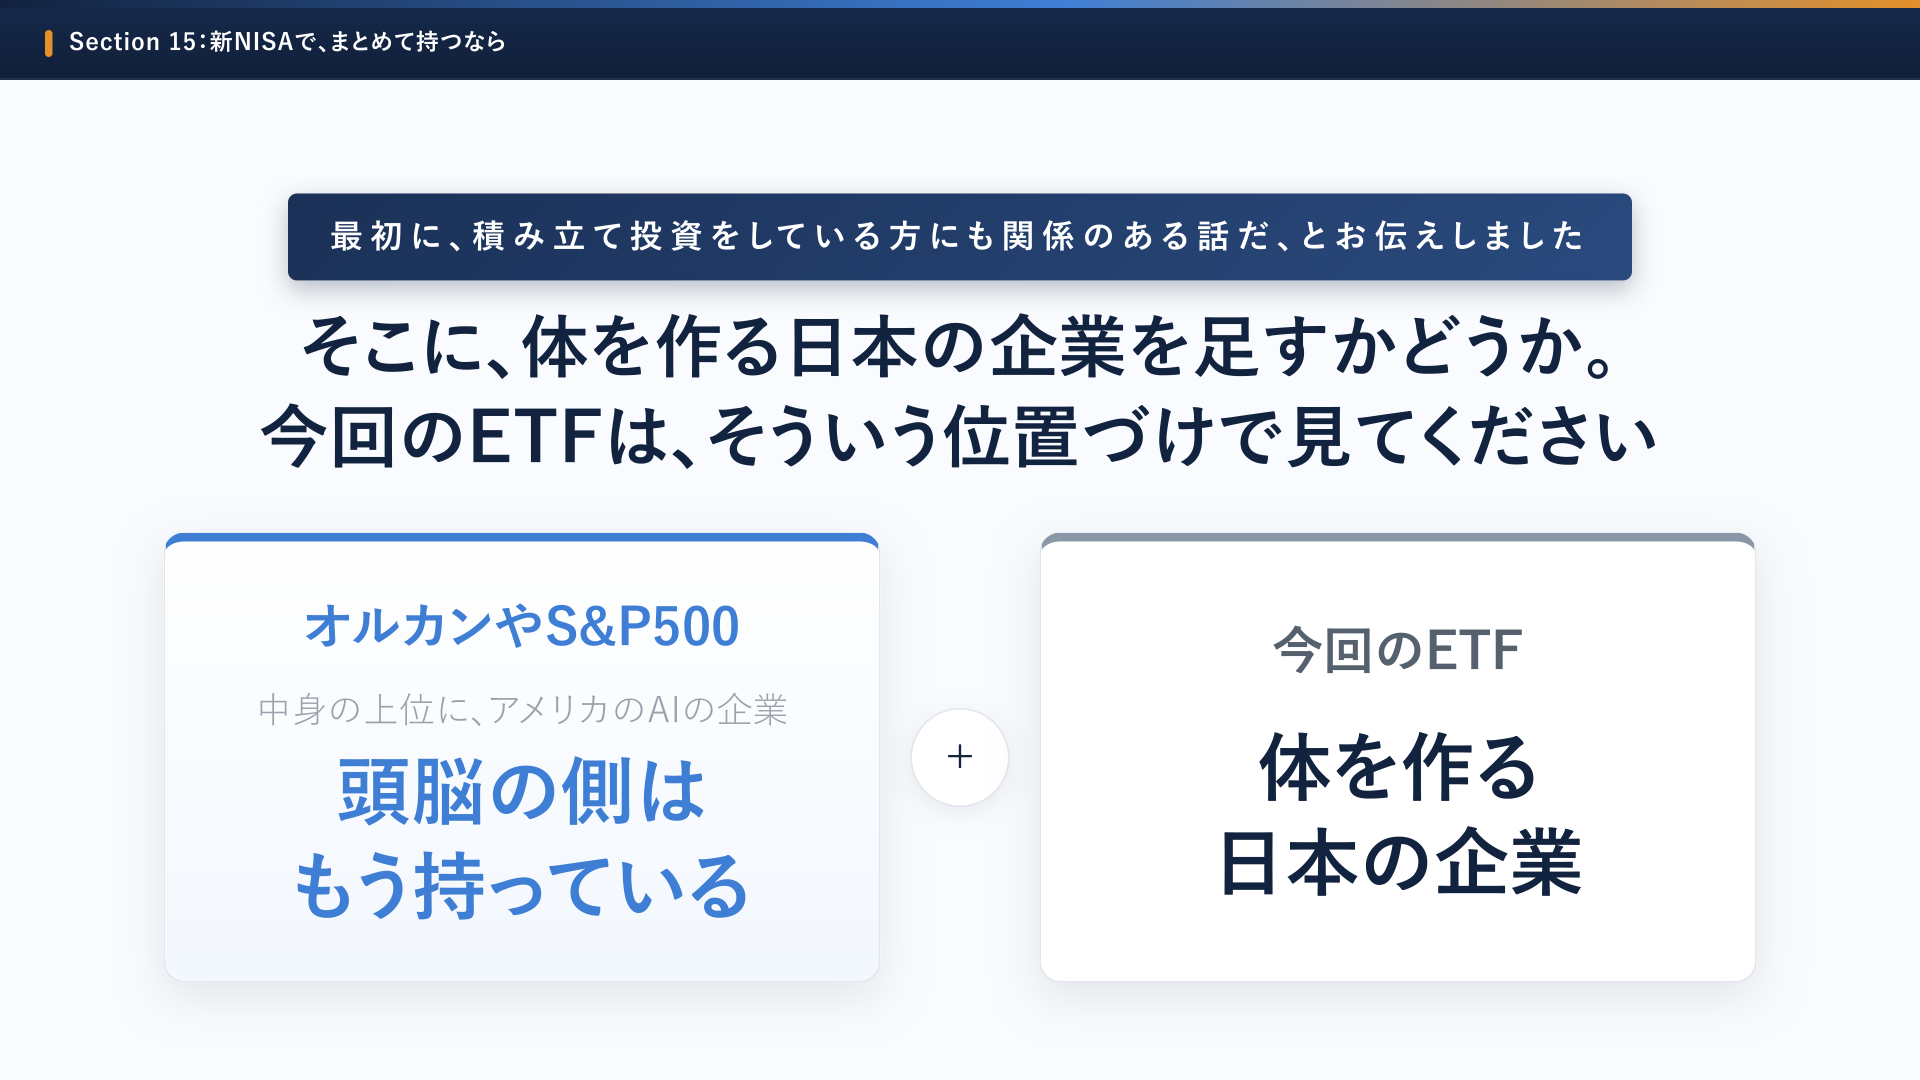 Section 15：新NISAで、まとめて持つなら
最初に、積み立て投資をしている方にも関係のある話だ、とお伝えしました
そこに、体を作る日本の企業を足すかどうか。
今回のETFは、そういう位置づけで見てください
オルカンやS&P500
中身の上位に、アメリカのAIの企業
頭脳の側は
もう持っている
+
今回のETF
体を作る
日本の企業